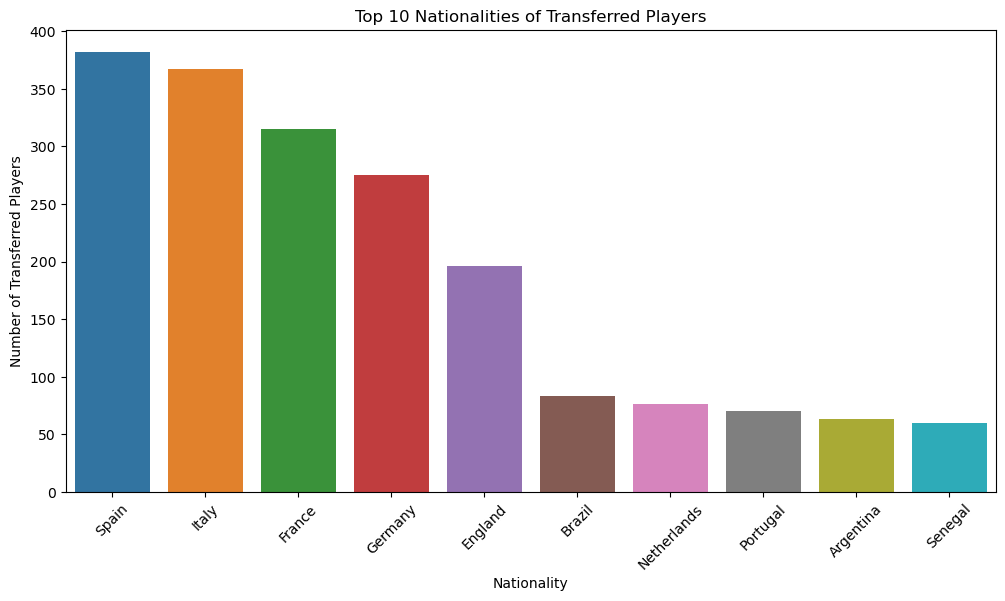 Top 10 Nationalities of Transferred Players
Number of Transferred Players
400
350
300
250
200
150
100
50
0
Spain
Italy
France
Germany
England
Brazil
Netherlands
Portugal
Argentina
Senegal
Nationality